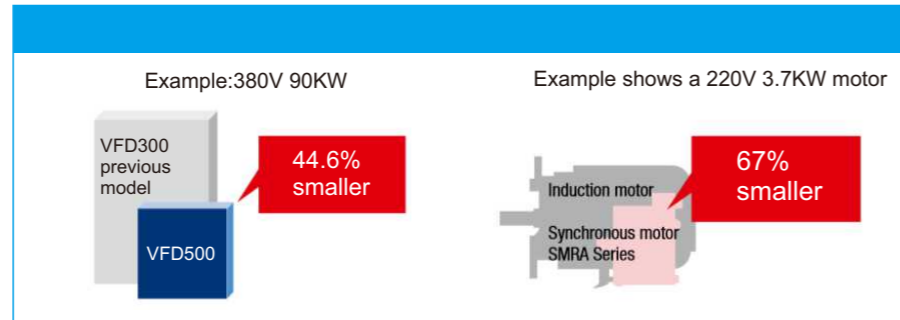 Example:380V 90KW
VFD300
previous
model
44.6%
smaller
VFD500
Example shows a 220V 3.7KW motor
67%
smaller
Induction motor
Synchronous motor
SMRA Series